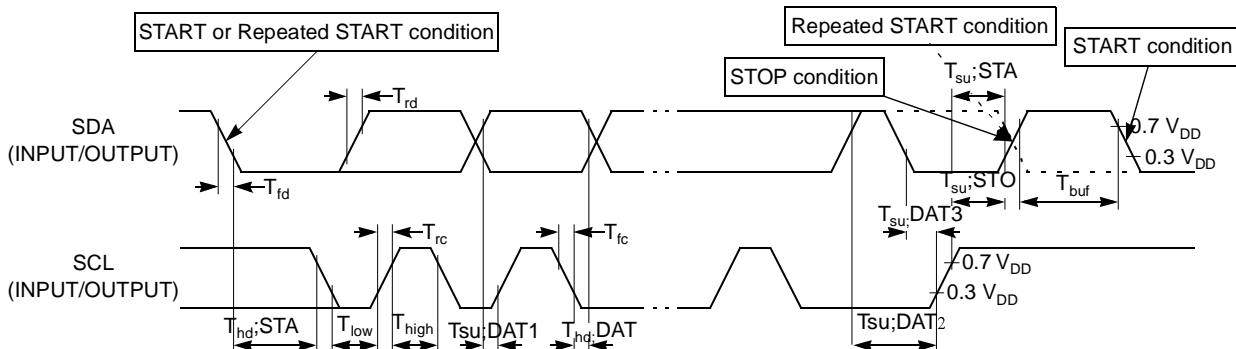 START or Repeated START condition
Repeated START condition
START condition
STOP condition
Tsu;STA
Trd
SDA
(INPUT/OUTPUT)
0.7 VDD
0.3 VDD
Tfd
Tsu;STO
Tbuf
Tsu;DAT3
Trc
Tfc
SCL
(INPUT/OUTPUT)
0.7 VDD
0.3 VDD
Thd;STA
Tlow
Thigh
Tsu;DAT1
Thd;DAT
Tsu;DAT2